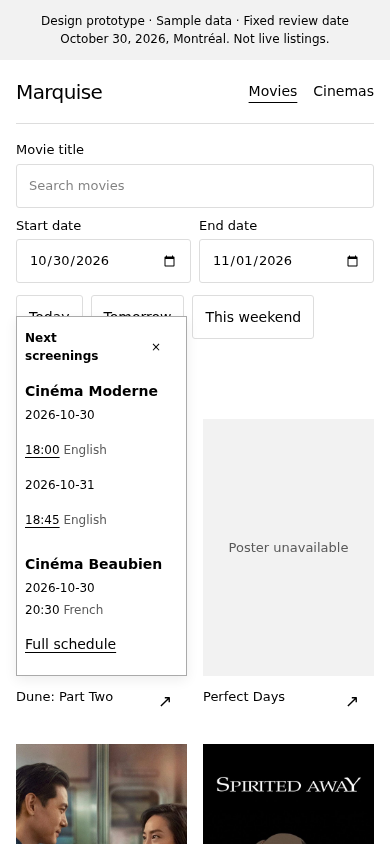 Design prototype · Sample data · Fixed review date
October 30, 2026, Montréal. Not live listings.
Marquise
Movies
Cinemas
Movie title
Search movies
Start date
End date
10/30/2026
11/01/2026
Today
Tomorrow
This weekend
Next
screenings
×
Cinéma Moderne
2026-10-30
18:00 English
2026-10-31
18:45 English
Cinéma Beaubien
2026-10-30
20:30 French
Full schedule
Poster unavailable
Dune: Part Two
↗
Perfect Days
↗
SPIRITED AWAY